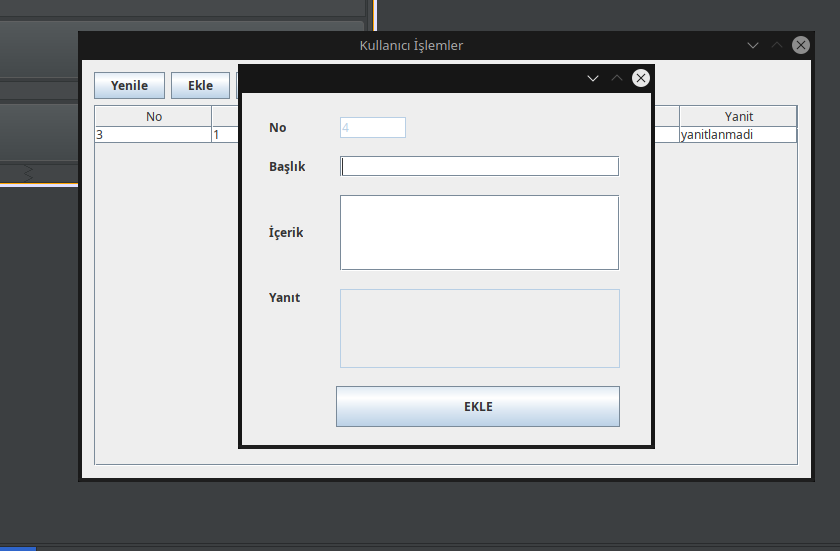 Kullanıcı İşlemler
Yenile Ekle
No Yanit
3 1 yanitlanmadi
No 4
Başlık
İçerik
Yanıt
EKLE